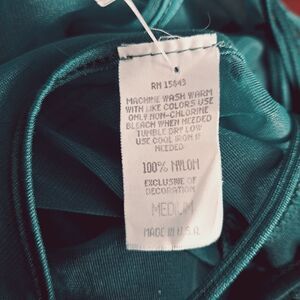 RN 15843
MACHINE WASH WARM
WITH LIKE COLORS USE
ONLY NON-CHLORINE
BLEACH WHEN NEEDED
TUMBLE DRY LOW
USE COOL IRON IF
NEEDED
100% NYLON
EXCLUSIVE OF
DECORATION
MEDIUM
MADE IN U.S.A.